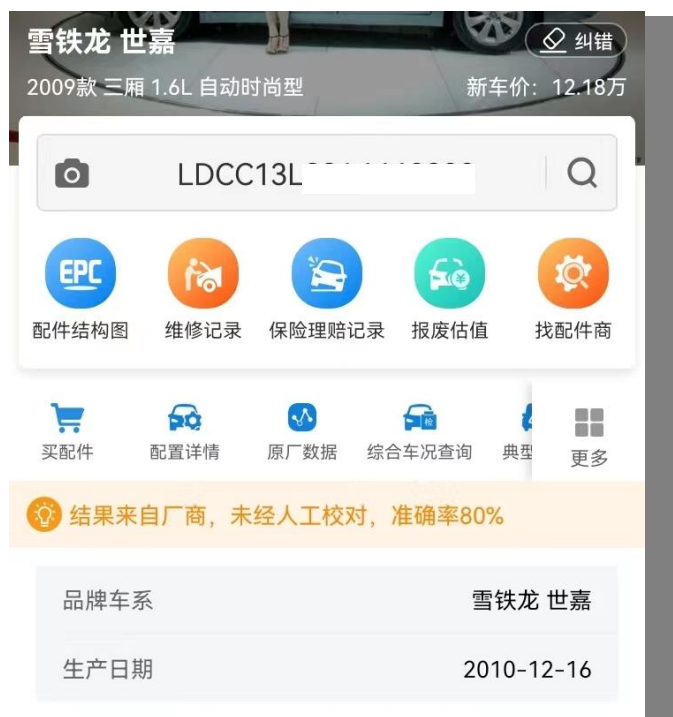 雪铁龙 世嘉
纠错
2009款 三厢 1.6L 自动时尚型
新车价：12.18万
LDCC13L
EPC
配件结构图
维修记录
保险理赔记录
报废估值
找配件商
买配件
配置详情
原厂数据
检
综合车况查询
典型
更多
结果来自厂商，未经人工校对，准确率80%
品牌车系
雪铁龙 世嘉
生产日期
2010-12-16